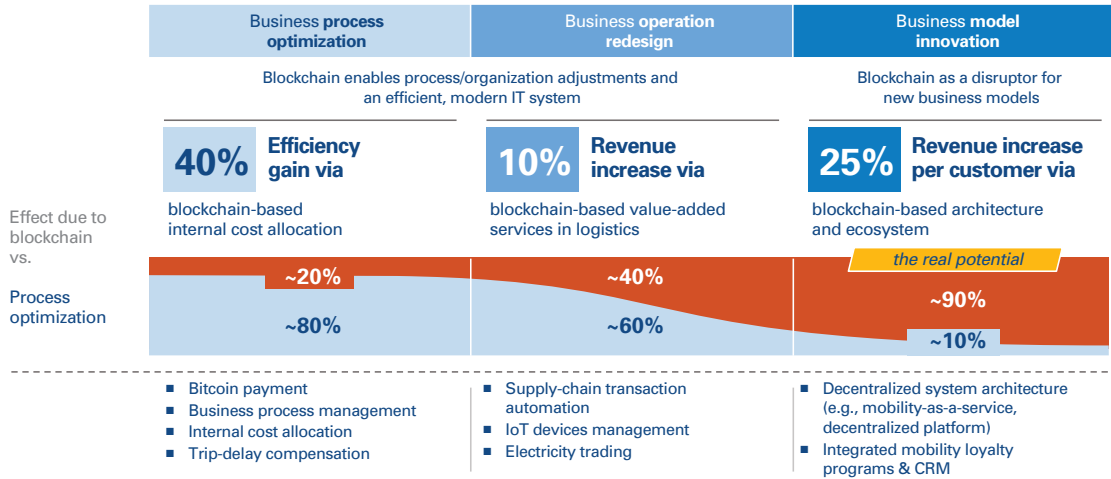 Business process
optimization
Business operation
redesign
Business model
innovation
Blockchain enables process/organization adjustments and
an efficient, modern IT system
Blockchain as a disruptor for
new business models
40%
Efficiency
gain via
blockchain-based
internal cost allocation
10%
Revenue
increase via
blockchain-based value-added
services in logistics
25%
Revenue increase
per customer via
blockchain-based architecture
and ecosystem
Effect due to
blockchain
vs.
Process
optimization
the real potential
~20%
~40%
~90%
~80%
~60%
~10%
■ Bitcoin payment
■ Business process management
■ Internal cost allocation
■ Trip-delay compensation
■ Supply-chain transaction
automation
■ IoT devices management
■ Electricity trading
■ Decentralized system architecture
(e.g., mobility-as-a-service,
decentralized platform)
■ Integrated mobility loyalty
programs & CRM